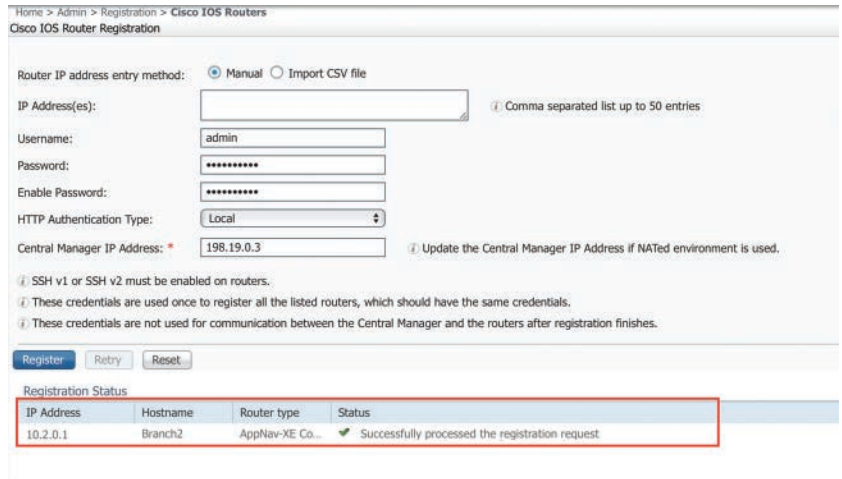 Home > Admin > Registration > Cisco IOS Routers
Cisco IOS Router Registration
Router IP address entry method: Manual Import CSV file
IP Address(es): Comma separated list up to 50 entries
Username: admin
Password: ••••••••••
Enable Password: ••••••••••
HTTP Authentication Type: Local
Central Manager IP Address: * 198.19.0.3 Update the Central Manager IP Address if NATed environment is used.
SSH v1 or SSH v2 must be enabled on routers.
These credentials are used once to register all the listed routers, which should have the same credentials.
These credentials are not used for communication between the Central Manager and the routers after registration finishes.
Register Retry Reset
Registration Status
IP Address Hostname Router type Status
10.2.0.1 Branch2 AppNav-XE Co... Successfully processed the registration request